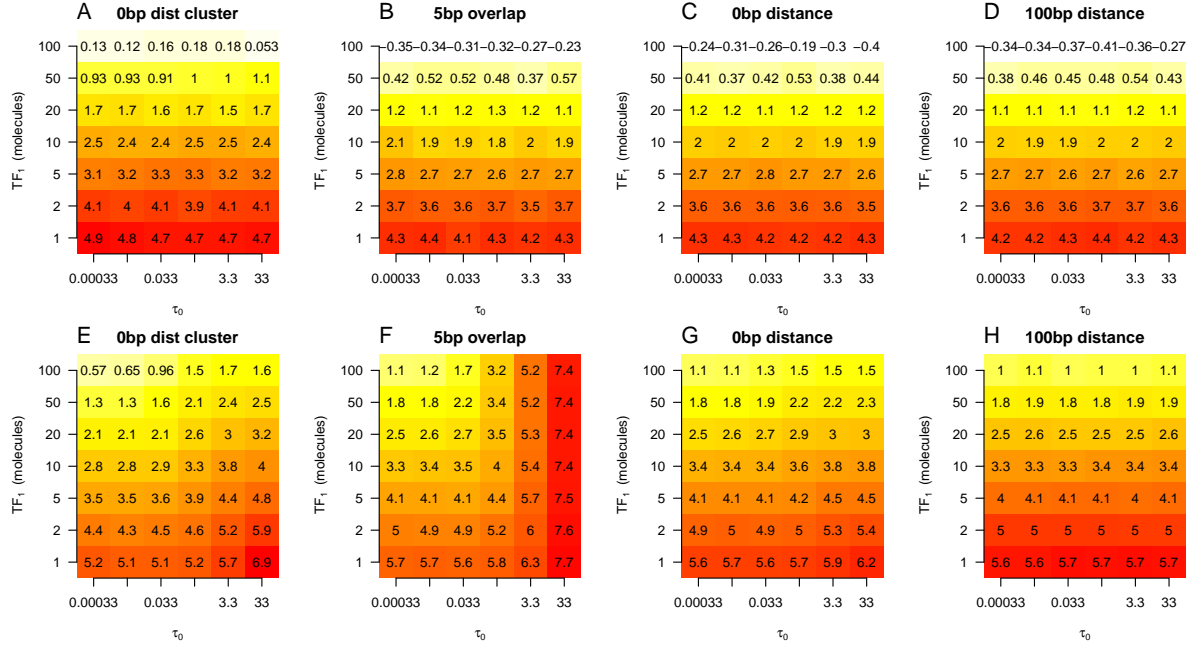 A 0bp dist cluster
TF1 (molecules)
100 0.13 0.12 0.16 0.18 0.18 0.053
50 0.93 0.93 0.91 1 1 1.1
20 1.7 1.7 1.6 1.7 1.5 1.7
10 2.5 2.4 2.4 2.5 2.5 2.4
5 3.1 3.2 3.3 3.3 3.2 3.2
2 4.1 4 4.1 3.9 4.1 4.1
1 4.9 4.8 4.7 4.7 4.7 4.7
0.00033 0.033 3.3 33
τ0
B 5bp overlap
TF1 (molecules)
100 −0.35 −0.34 −0.31 −0.32 −0.27 −0.23
50 0.42 0.52 0.52 0.48 0.37 0.57
20 1.2 1.1 1.2 1.3 1.2 1.1
10 2.1 1.9 1.9 1.8 2 1.9
5 2.8 2.7 2.7 2.6 2.7 2.7
2 3.7 3.6 3.6 3.7 3.5 3.7
1 4.3 4.4 4.1 4.3 4.2 4.3
0.00033 0.033 3.3 33
τ0
C 0bp distance
TF1 (molecules)
100 −0.24 −0.31 −0.26 −0.19 −0.3 −0.4
50 0.41 0.37 0.42 0.53 0.38 0.44
20 1.2 1.2 1.1 1.2 1.2 1.2
10 2 2 2 2 1.9 1.9
5 2.7 2.7 2.8 2.7 2.7 2.6
2 3.6 3.6 3.6 3.6 3.6 3.5
1 4.3 4.3 4.2 4.2 4.2 4.3
0.00033 0.033 3.3 33
τ0
D 100bp distance
TF1 (molecules)
100 −0.34 −0.34 −0.37 −0.41 −0.36 −0.27
50 0.38 0.46 0.45 0.48 0.54 0.43
20 1.1 1.1 1.1 1.1 1.2 1.1
10 2 1.9 1.9 2 2 2
5 2.7 2.7 2.6 2.7 2.6 2.7
2 3.6 3.6 3.6 3.7 3.7 3.6
1 4.2 4.2 4.3 4.4 4.2 4.3
0.00033 0.033 3.3 33
τ0
E 0bp dist cluster
TF1 (molecules)
100 0.57 0.65 0.96 1.5 1.7 1.6
50 1.3 1.3 1.6 2.1 2.4 2.5
20 2.1 2.1 2.1 2.6 3 3.2
10 2.8 2.8 2.9 3.3 3.8 4
5 3.5 3.5 3.6 3.9 4.4 4.8
2 4.4 4.3 4.5 4.6 5.2 5.9
1 5.2 5.1 5.1 5.2 5.7 6.9
0.00033 0.033 3.3 33
τ0
F 5bp overlap
TF1 (molecules)
100 1.1 1.2 1.7 3.2 5.2 7.4
50 1.8 1.8 2.2 3.4 5.2 7.4
20 2.5 2.6 2.7 3.5 5.3 7.4
10 3.3 3.4 3.5 4 5.4 7.4
5 4.1 4.1 4.1 4.4 5.7 7.5
2 5 4.9 4.9 5.2 6 7.6
1 5.7 5.7 5.6 5.8 6.3 7.7
0.00033 0.033 3.3 33
τ0
G 0bp distance
TF1 (molecules)
100 1.1 1.1 1.3 1.5 1.5 1.5
50 1.8 1.8 1.9 2.2 2.2 2.3
20 2.5 2.6 2.7 2.9 3 3
10 3.4 3.4 3.4 3.6 3.8 3.8
5 4.1 4.1 4.1 4.2 4.5 4.5
2 4.9 5 4.9 5 5.3 5.4
1 5.6 5.7 5.6 5.7 5.9 6.2
0.00033 0.033 3.3 33
τ0
H 100bp distance
TF1 (molecules)
100 1 1.1 1 1 1 1.1
50 1.8 1.9 1.8 1.8 1.9 1.9
20 2.5 2.6 2.5 2.5 2.5 2.6
10 3.3 3.3 3.3 3.4 3.4 3.4
5 4 4.1 4.1 4.1 4 4.1
2 5 5 5 5 5 5
1 5.6 5.6 5.7 5.7 5.7 5.7
0.00033 0.033 3.3 33
τ0